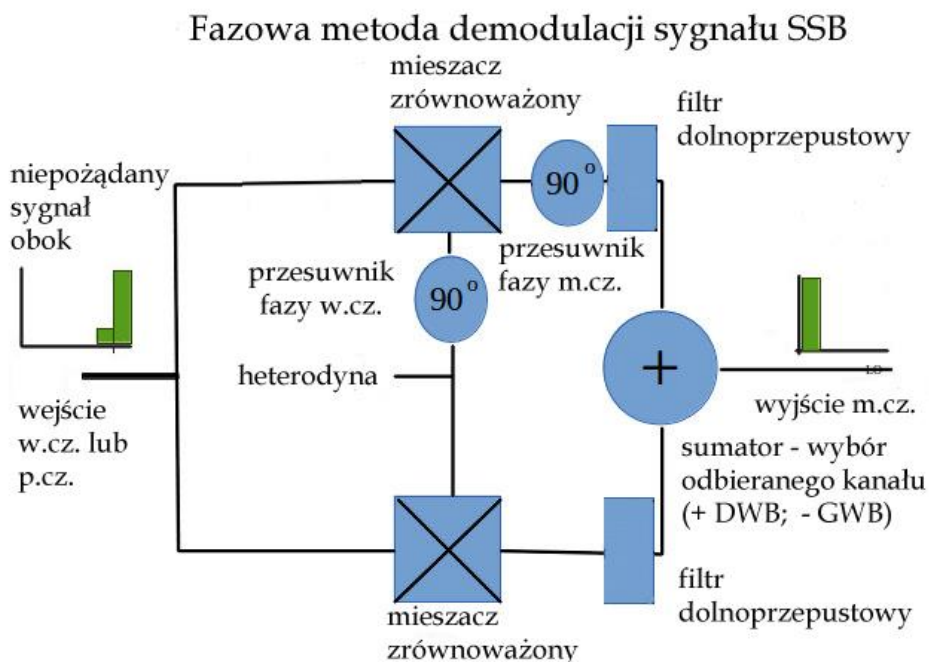 Fazowa metoda demodulacji sygnału SSB
mieszacz
zrównoważony
filtr
dolnoprzepustowy
niepożądany
sygnał
obok
90°
przesuwnik
fazy m.cz.
przesuwnik
fazy w.cz.
90°
heterodyna
+
wejście
w.cz. lub
p.cz.
wyjście m.cz.
sumator - wybór
odbieranego kanału
(+ DWB; - GWB)
filtr
dolnoprzepustowy
mieszacz
zrównoważony